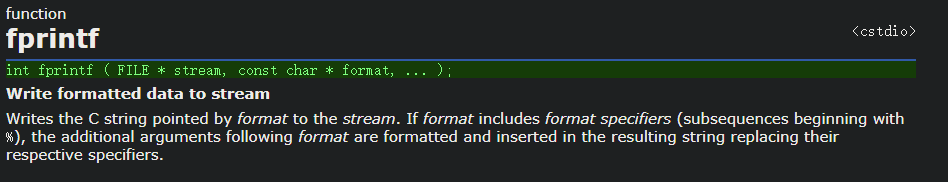 function
fprintf
<cstdio>
int fprintf ( FILE * stream, const char * format, ... );
Write formatted data to stream
Writes the C string pointed by format to the stream. If format includes format specifiers (subsequences beginning with
%), the additional arguments following format are formatted and inserted in the resulting string replacing their
respective specifiers.